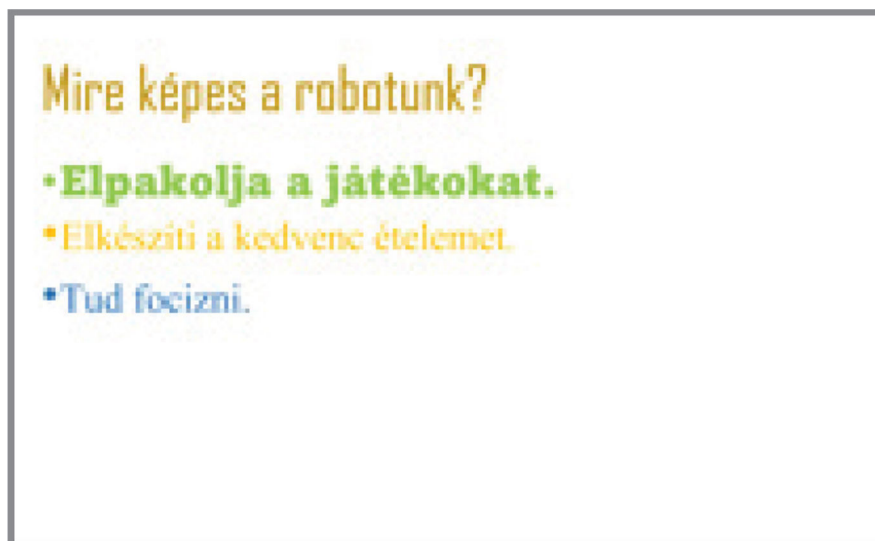 Mire képes a robotunk?
•Elpakolja a játékokat.
•Elkészíti a kedvenc ételemet.
•Tud focizni.